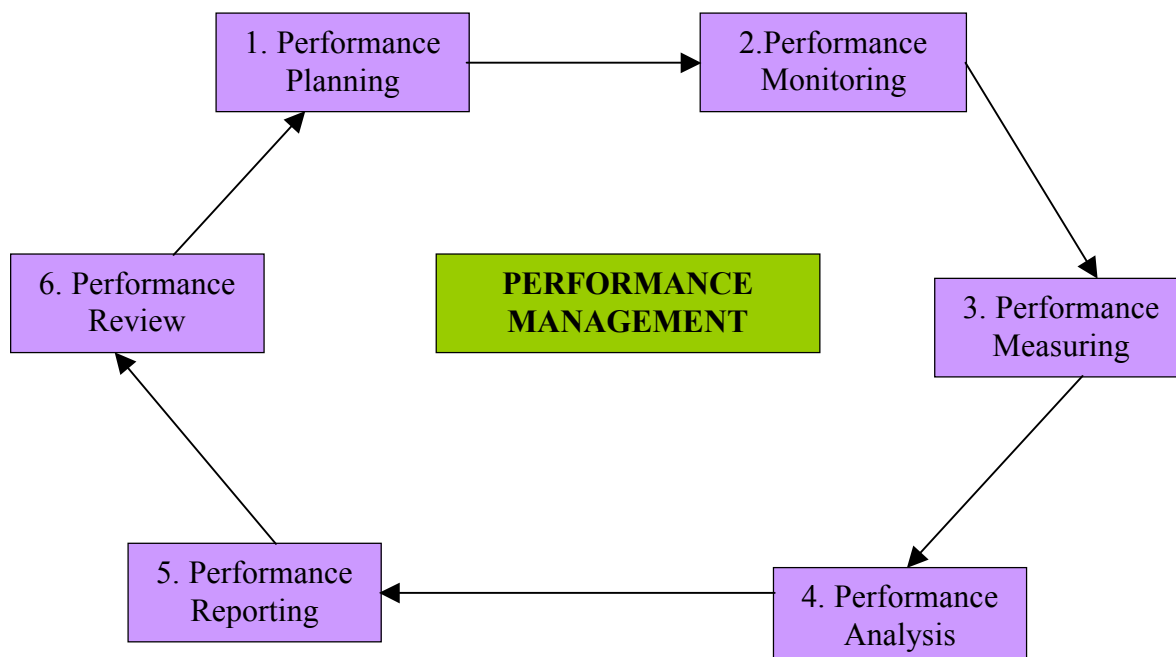 1. Performance
Planning
2.Performance
Monitoring
3. Performance
Measuring
4. Performance
Analysis
5. Performance
Reporting
6. Performance
Review
PERFORMANCE
MANAGEMENT